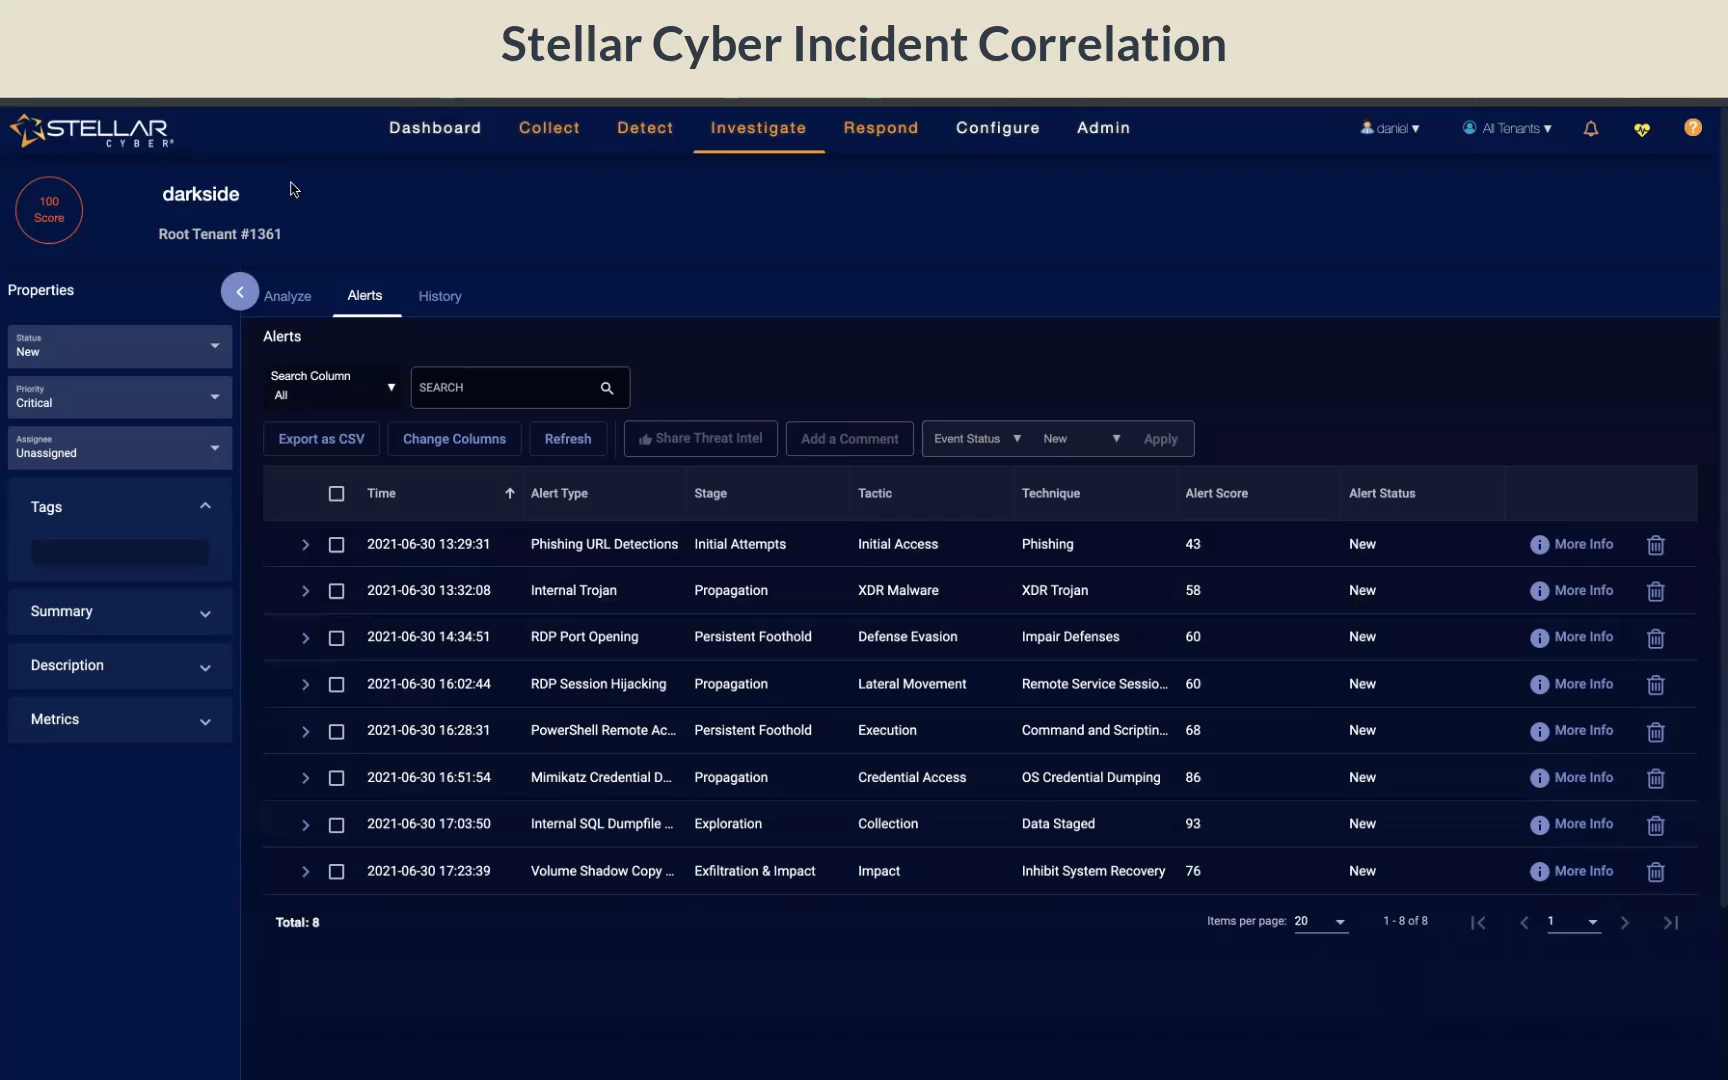 Stellar Cyber Incident Correlation
STELLAR
CYBER®
Dashboard Collect Detect Investigate Respond Configure Admin
daniel All Tenants ?
100
Score
darkside
Root Tenant #1361
Properties
Analyze Alerts History
Status
New
Priority
Critical
Assignee
Unassigned
Tags
Summary
Description
Metrics
Alerts
Search Column
All
SEARCH
Export as CSV Change Columns Refresh Share Threat Intel Add a Comment Event Status New Apply
Time Alert Type Stage Tactic Technique Alert Score Alert Status
2021-06-30 13:29:31 Phishing URL Detections Initial Attempts Initial Access Phishing 43 New More Info
2021-06-30 13:32:08 Internal Trojan Propagation XDR Malware XDR Trojan 58 New More Info
2021-06-30 14:34:51 RDP Port Opening Persistent Foothold Defense Evasion Impair Defenses 60 New More Info
2021-06-30 16:02:44 RDP Session Hijacking Propagation Lateral Movement Remote Service Sessio... 60 New More Info
2021-06-30 16:28:31 PowerShell Remote Ac... Persistent Foothold Execution Command and Scriptin... 68 New More Info
2021-06-30 16:51:54 Mimikatz Credential D... Propagation Credential Access OS Credential Dumping 86 New More Info
2021-06-30 17:03:50 Internal SQL Dumpfile ... Exploration Collection Data Staged 93 New More Info
2021-06-30 17:23:39 Volume Shadow Copy ... Exfiltration & Impact Impact Inhibit System Recovery 76 New More Info
Total: 8
Items per page: 20 1 - 8 of 8 1